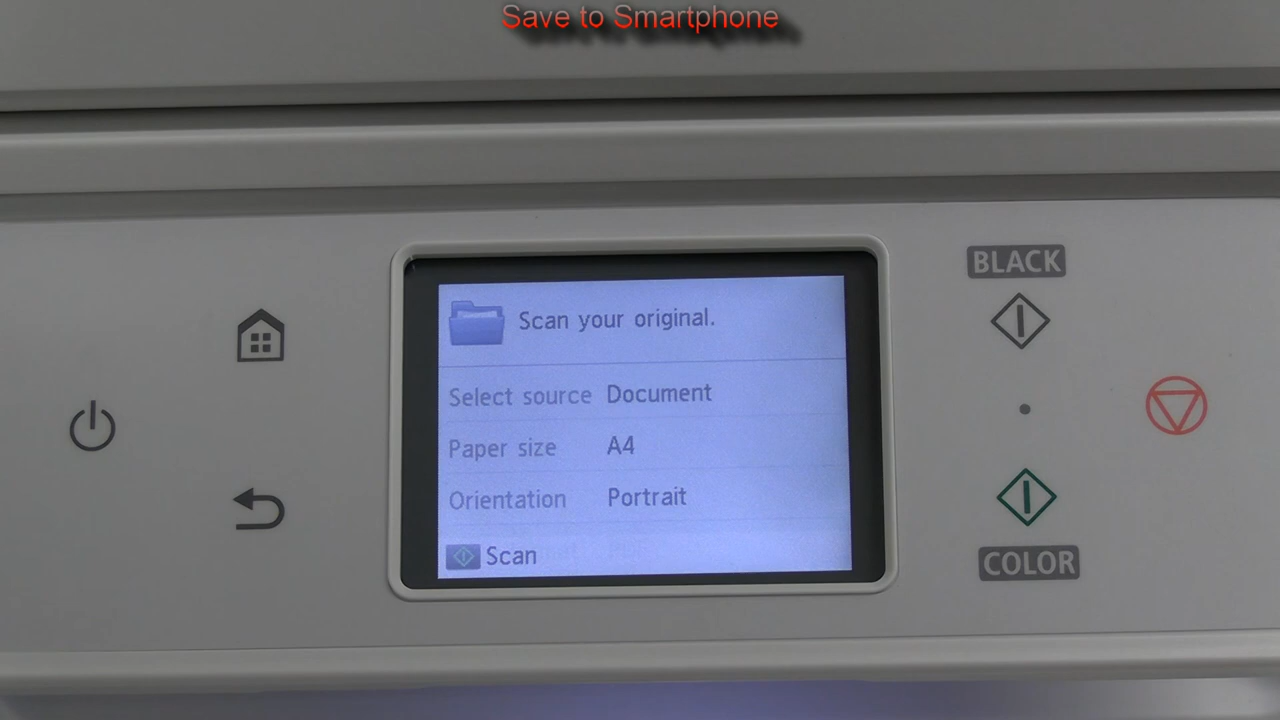 Save to Smartphone
BLACK
Scan your original.
Select source Document
Paper size A4
Orientation Portrait
Scan
COLOR